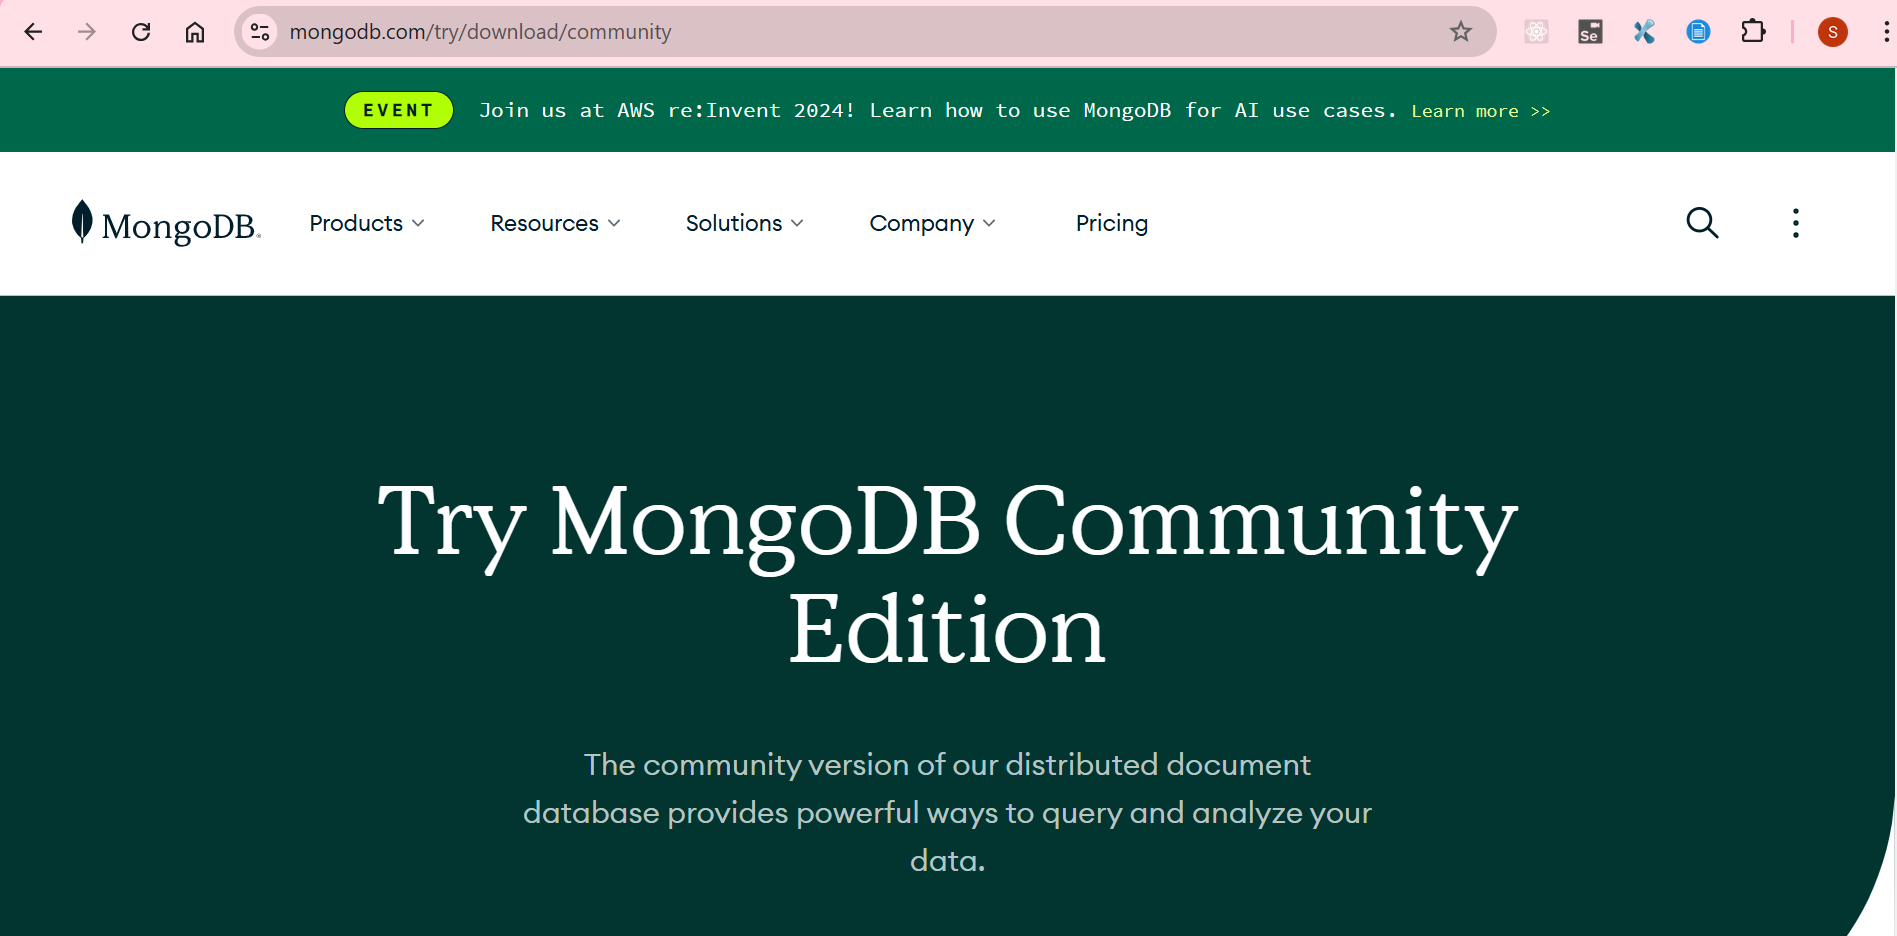 mongodb.com/try/download/community
Se
S
EVENT Join us at AWS re:Invent 2024! Learn how to use MongoDB for AI use cases. Learn more >>
MongoDB® Products Resources Solutions Company Pricing
Try MongoDB Community
Edition
The community version of our distributed document
database provides powerful ways to query and analyze your
data.